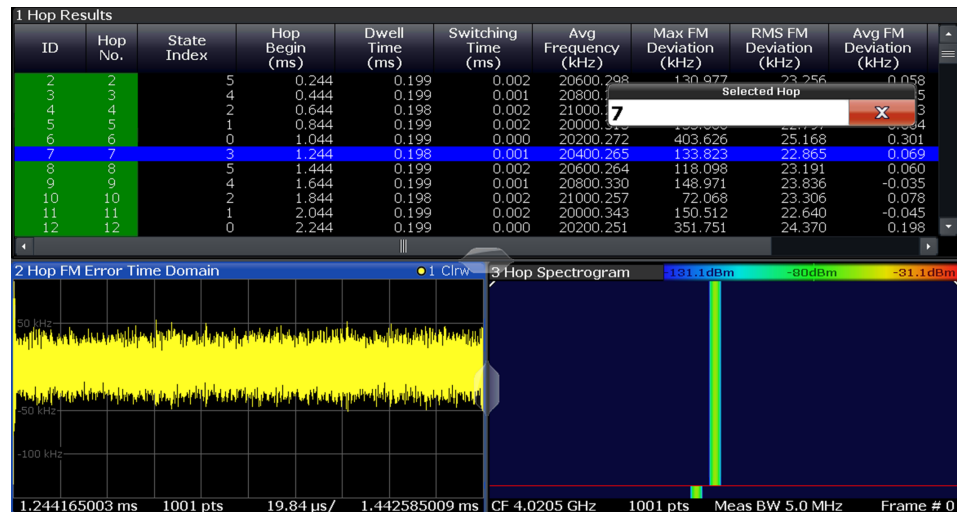 1 Hop Results
ID Hop No. State Index Hop Begin (ms) Dwell Time (ms) Switching Time (ms) Avg Frequency (kHz) Max FM Deviation (kHz) RMS FM Deviation (kHz) Avg FM Deviation (kHz)
2 2 5 0.244 0.199 0.002 20600.298 130.977 23.256 0.058
3 3 4 0.444 0.199 0.001 20800.
Selected Hop
4 4 2 0.644 0.198 0.002 21000.
7 X
5 5 1 0.844 0.199 0.002
6 6 0 1.044 0.199 0.002 20200.272 403.626 25.168 0.301
7 7 3 1.244 0.198 0.001 20400.265 133.823 22.865 0.069
8 8 5 1.444 0.199 0.002 20600.264 118.098 23.191 0.060
9 9 4 1.644 0.199 0.001 20800.330 148.971 23.836 -0.035
10 10 2 1.844 0.198 0.002 21000.257 72.068 23.306 0.078
11 11 1 2.044 0.199 0.002 20000.343 150.512 22.640 -0.045
12 12 0 2.244 0.199 0.000 20200.251 351.751 24.370 0.198
2 Hop FM Error Time Domain 1 Clrw
50 kHz
-50 kHz
-100 kHz
1.244165003 ms 1001 pts 19.84 µs/ 1.442585009 ms
3 Hop Spectrogram -131.1dBm -80dBm -31.1dBm
CF 4.0205 GHz 1001 pts Meas BW 5.0 MHz Frame # 0